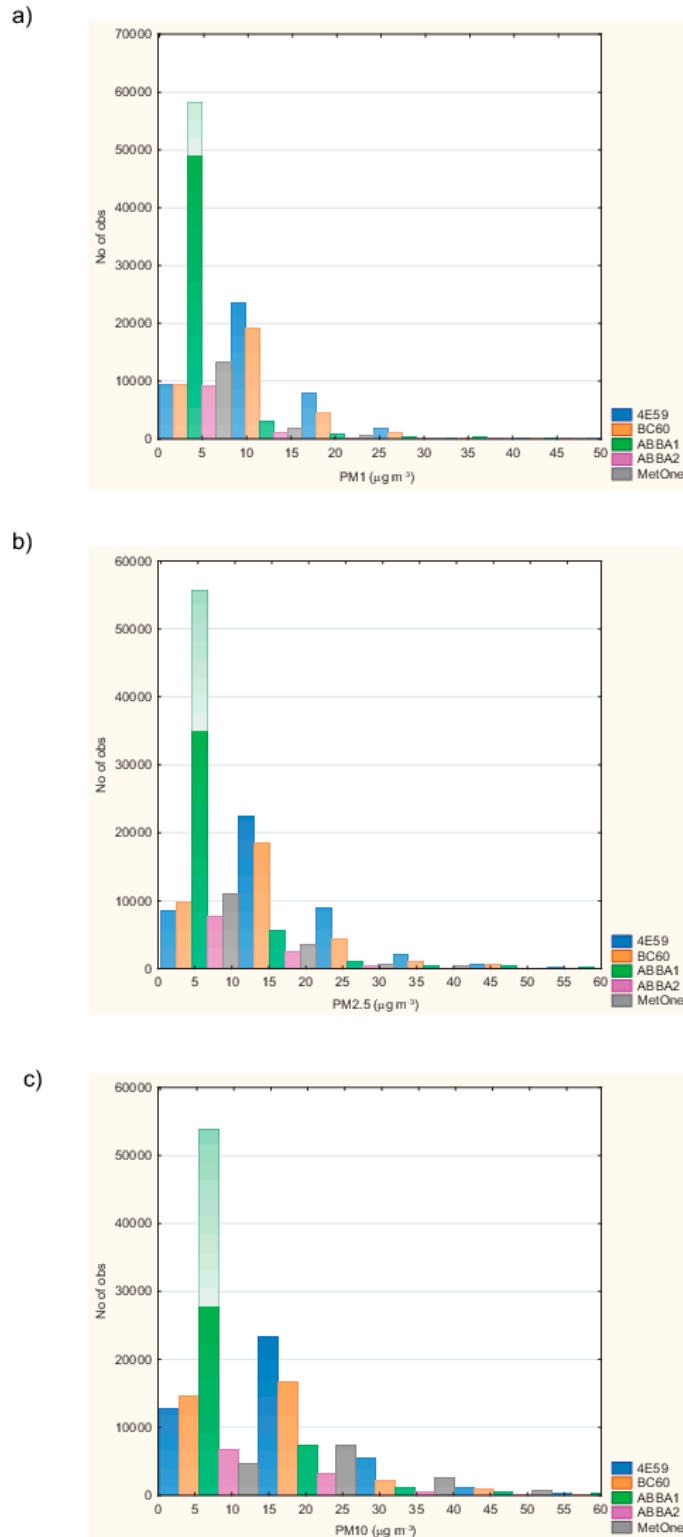 a)
70000
60000
50000
40000
30000
20000
10000
0
No of obs
0 5 10 15 20 25 30 35 40 45 50
PM1 (μg m⁻³)
4E59
BC60
ABBA1
ABBA2
MetOne
b)
60000
50000
40000
30000
20000
10000
0
No of obs
0 5 10 15 20 25 30 35 40 45 50 55 60
PM2.5 (μg m⁻³)
4E59
BC60
ABBA1
ABBA2
MetOne
c)
60000
50000
40000
30000
20000
10000
0
No of obs
0 5 10 15 20 25 30 35 40 45 50 55 60
PM10 (μg m⁻³)
4E59
BC60
ABBA1
ABBA2
MetOne